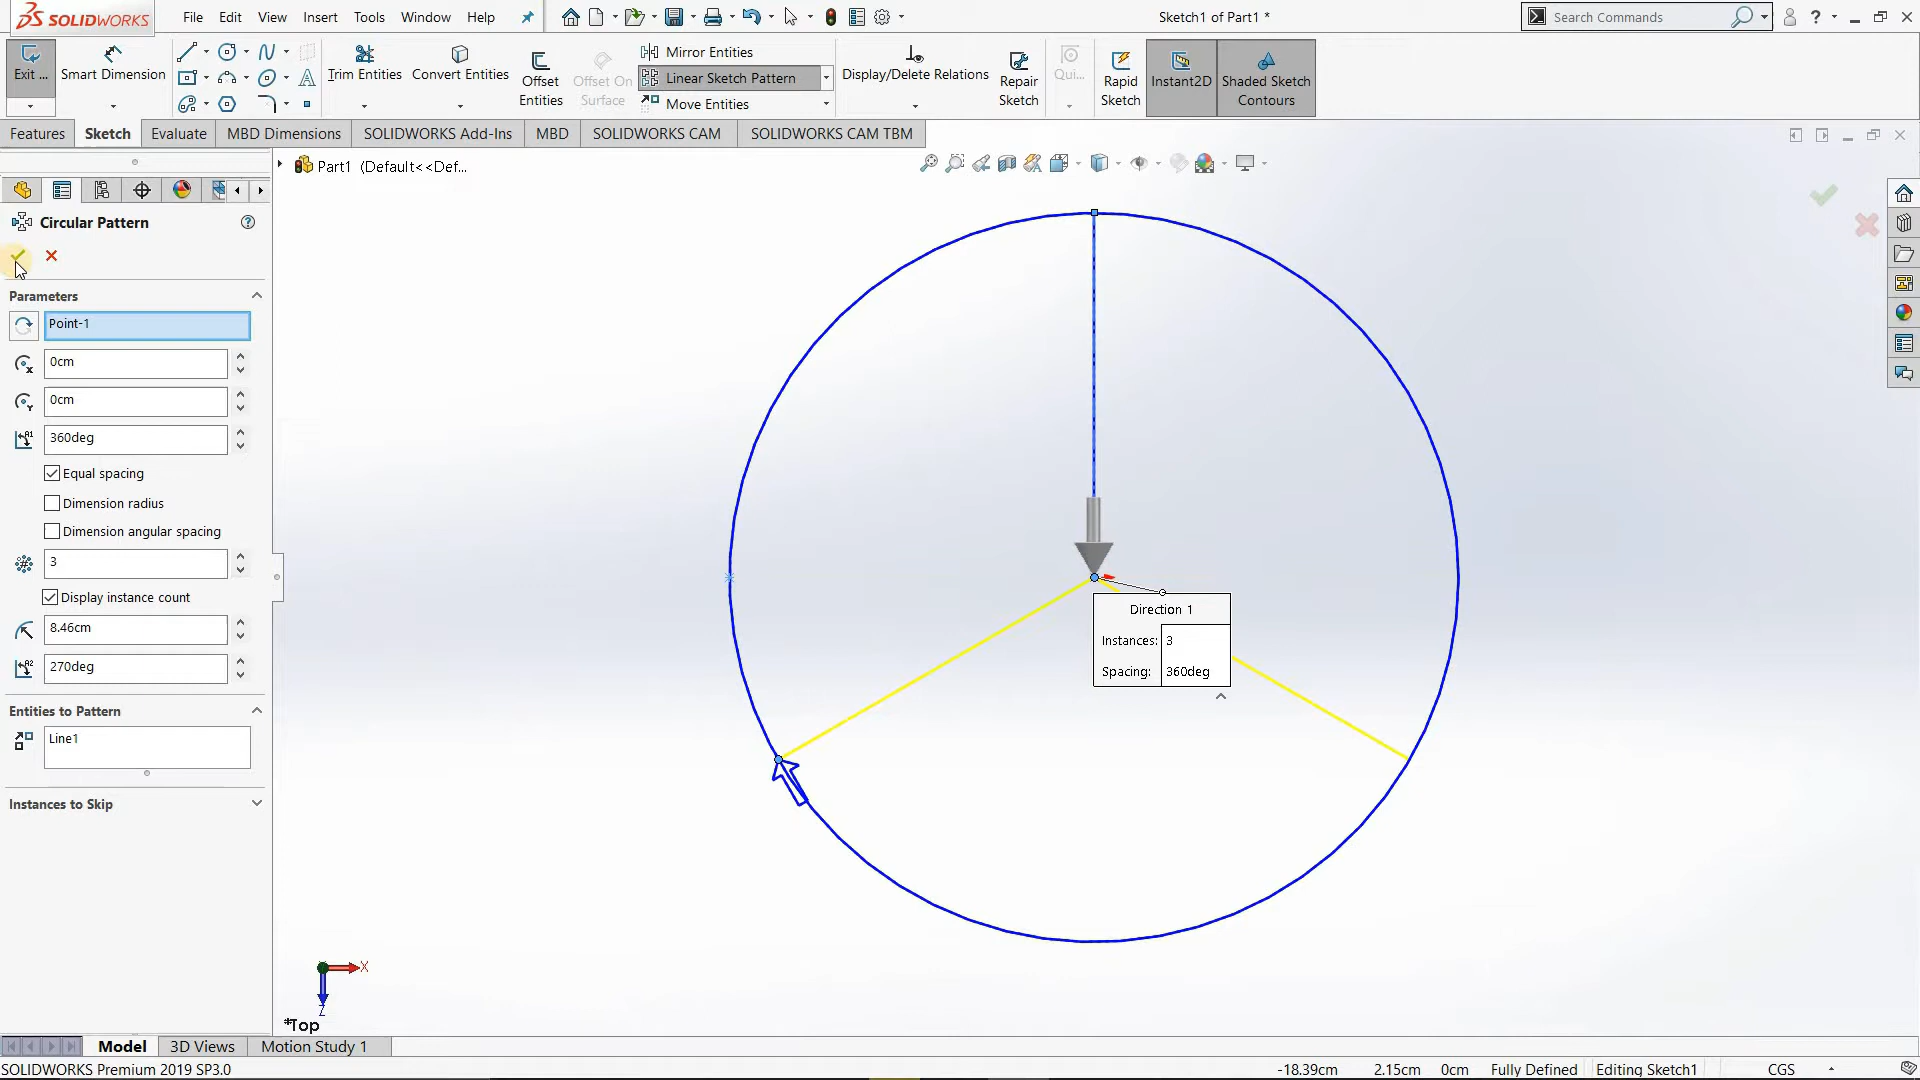 SOLIDWORKS
File Edit View Insert Tools Window Help
Sketch1 of Part1 *
Search Commands
Exit ...
Smart Dimension
Trim Entities
Convert Entities
Offset Entities
Offset On Surface
Mirror Entities
Linear Sketch Pattern
Move Entities
Display/Delete Relations
Repair Sketch
Qui...
Rapid Sketch
Instant2D
Shaded Sketch Contours
Features Sketch Evaluate MBD Dimensions SOLIDWORKS Add-Ins MBD SOLIDWORKS CAM SOLIDWORKS CAM TBM
Part1 (Default<<Def...
Circular Pattern
Parameters
Point-1
0cm
0cm
360deg
Equal spacing
Dimension radius
Dimension angular spacing
3
Display instance count
8.46cm
270deg
Entities to Pattern
Line1
Instances to Skip
Direction 1
Instances: 3
Spacing: 360deg
X
Z
*Top
Model 3D Views Motion Study 1
SOLIDWORKS Premium 2019 SP3.0
-18.39cm 2.15cm 0cm Fully Defined Editing Sketch1 CGS